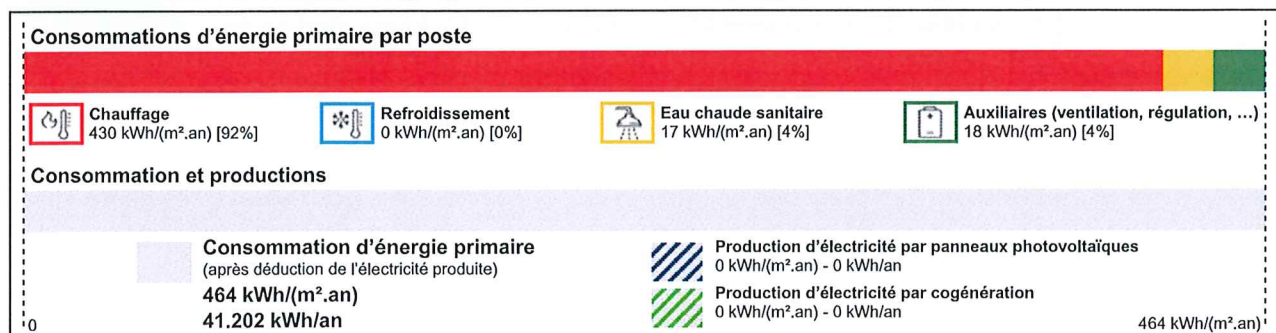 Consommations d'énergie primaire par poste
Chauffage
430 kWh/(m².an) [92%]
Refroidissement
0 kWh/(m².an) [0%]
Eau chaude sanitaire
17 kWh/(m².an) [4%]
Auxiliaires (ventilation, régulation, ...)
18 kWh/(m².an) [4%]
Consommation et productions
Consommation d'énergie primaire
(après déduction de l'électricité produite)
464 kWh/(m².an)
41.202 kWh/an
Production d'électricité par panneaux photovoltaïques
0 kWh/(m².an) - 0 kWh/an
Production d'électricité par cogénération
0 kWh/(m².an) - 0 kWh/an
0
464 kWh/(m².an)